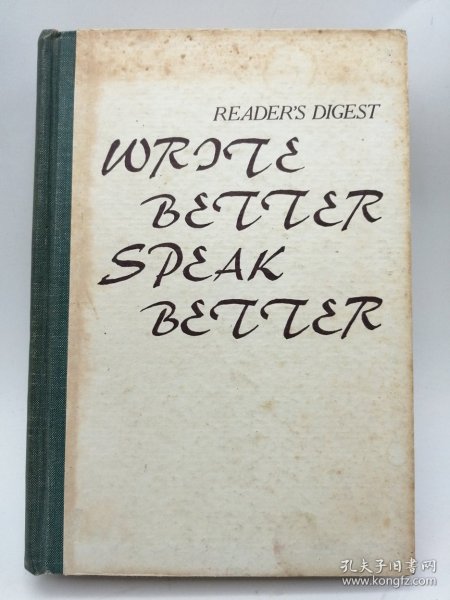 READER'S DIGEST
WRITE
BETTER
SPEAK
BETTER
孔夫子旧书网
www.kongfz.com